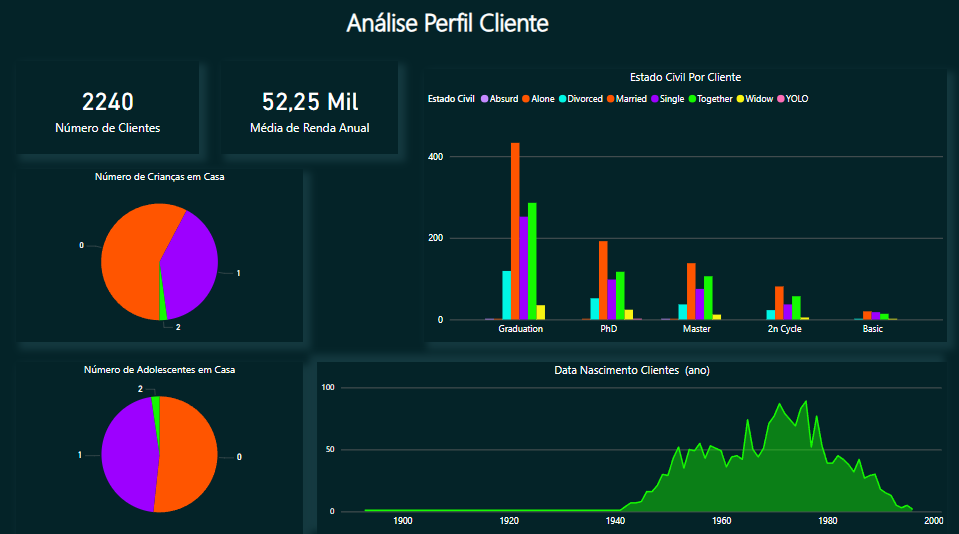 Análise Perfil Cliente
2240
Número de Clientes
52,25 Mil
Média de Renda Anual
Estado Civil Por Cliente
Estado Civil Absurd Alone Divorced Married Single Together Widow YOLO
400
200
0
Graduation PhD Master 2n Cycle Basic
Número de Crianças em Casa
0
1
2
Número de Adolescentes em Casa
2
1
0
Data Nascimento Clientes (ano)
100
50
0
1900 1920 1940 1960 1980 2000